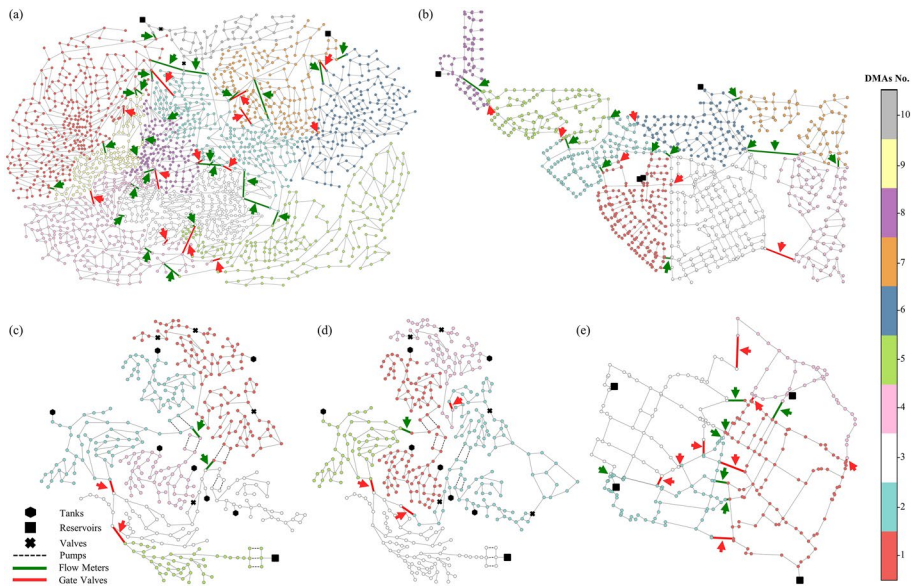 (a)
(b)
DMAs No.
10
9
8
7
6
5
4
3
2
1
(c)
(d)
(e)
Tanks
Reservoirs
Valves
Pumps
Flow Meters
Gate Valves